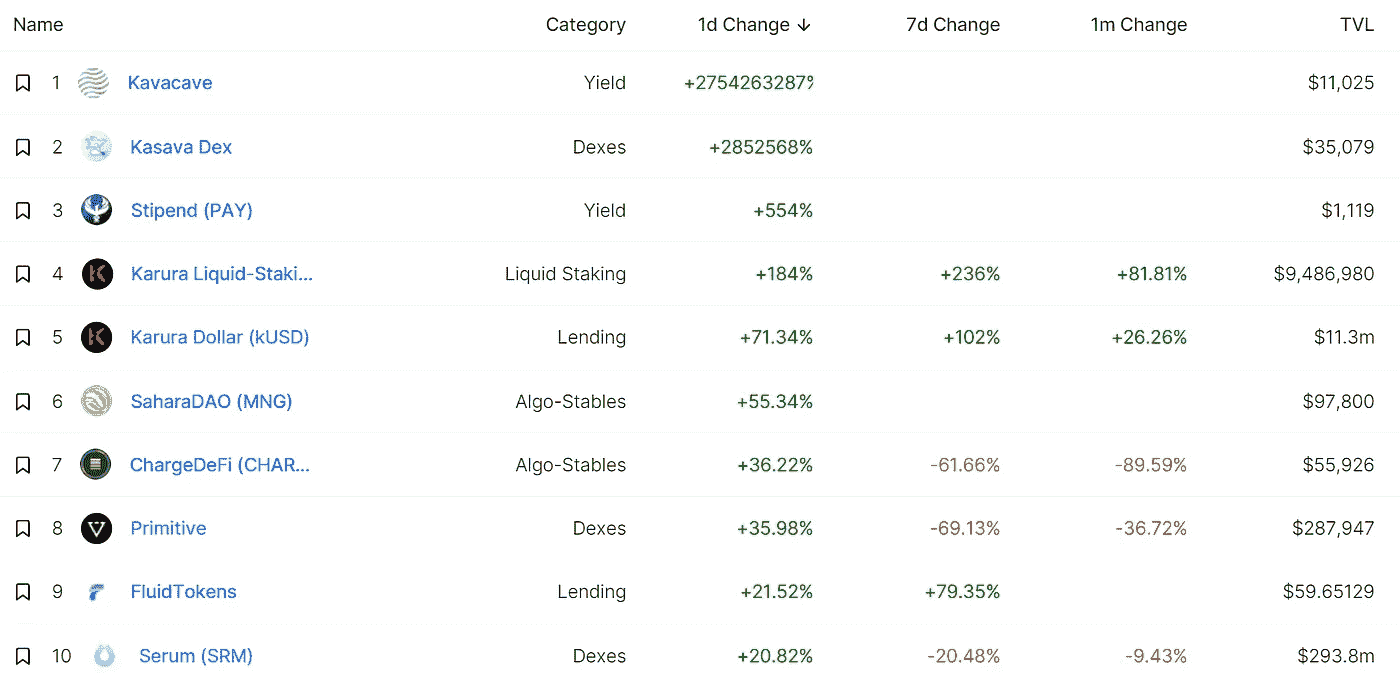 Name Category 1d Change ↓ 7d Change 1m Change TVL
1 Kavacave Yield +2754263287% $11,025
2 Kasava Dex Dexes +2852568% $35,079
3 Stipend (PAY) Yield +554% $1,119
4 Karura Liquid-Staki... Liquid Staking +184% +236% +81.81% $9,486,980
5 Karura Dollar (kUSD) Lending +71.34% +102% +26.26% $11.3m
6 SaharaDAO (MNG) Algo-Stables +55.34% $97,800
7 ChargeDeFi (CHAR... Algo-Stables +36.22% -61.66% -89.59% $55,926
8 Primitive Dexes +35.98% -69.13% -36.72% $287,947
9 FluidTokens Lending +21.52% +79.35% $59.65129
10 Serum (SRM) Dexes +20.82% -20.48% -9.43% $293.8m